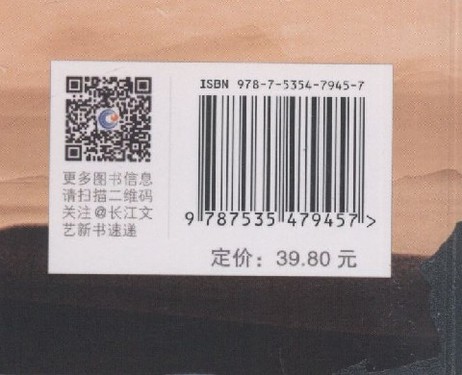 更多图书信息
请扫描二维码
关注@长江文
艺新书速递
ISBN 978-7-5354-7945-7
9 787535 479457 >
定价：39.80 元